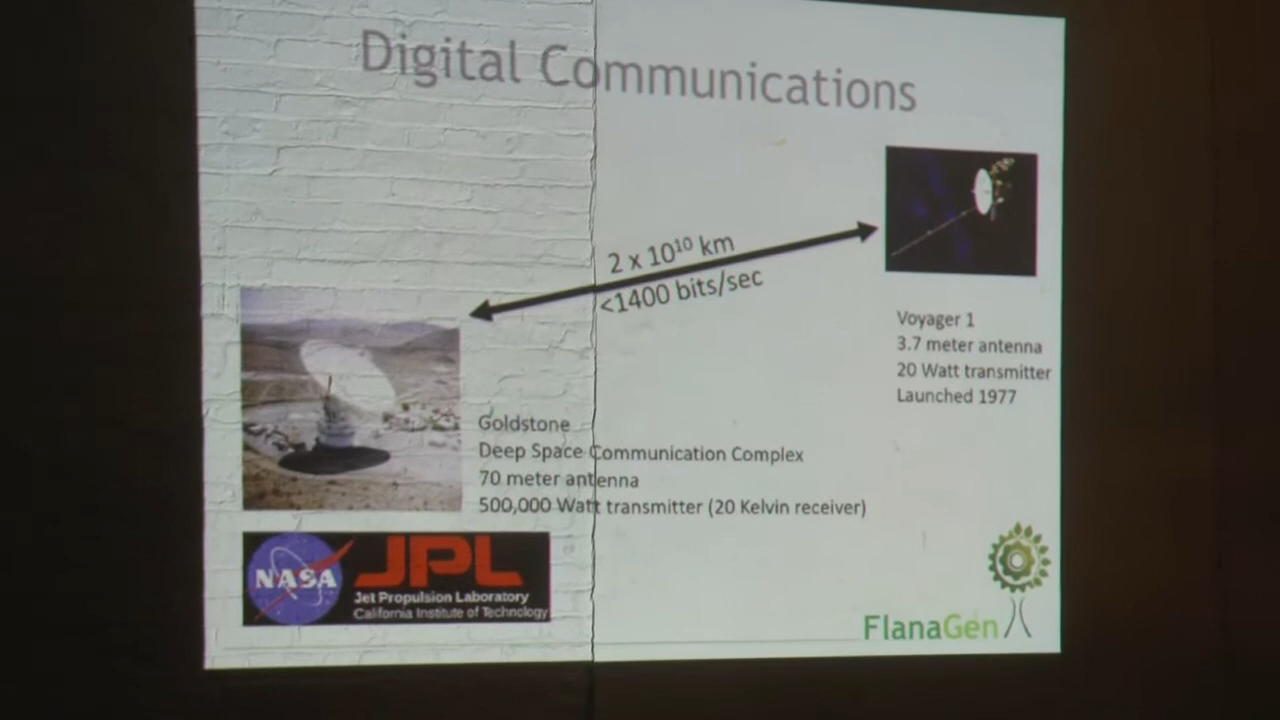 Digital Communications
2 x 10¹⁰ km
<1400 bits/sec
Voyager 1
3.7 meter antenna
20 Watt transmitter
Launched 1977
Goldstone
Deep Space Communication Complex
70 meter antenna
500,000 Watt transmitter (20 Kelvin receiver)
NASA
JPL
Jet Propulsion Laboratory
California Institute of Technology
FlanaGen